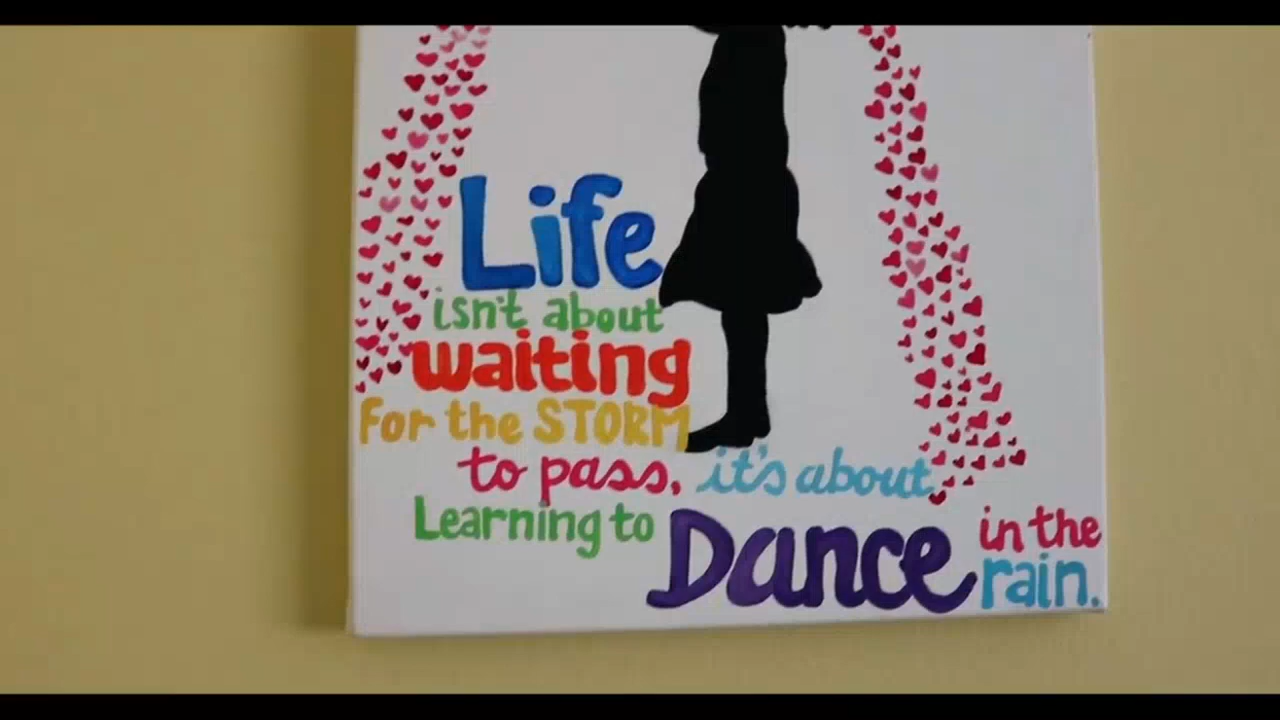 Life
isn't about
waiting
For the STORM
to pass, it's about
Learning to Dance in the
rain.